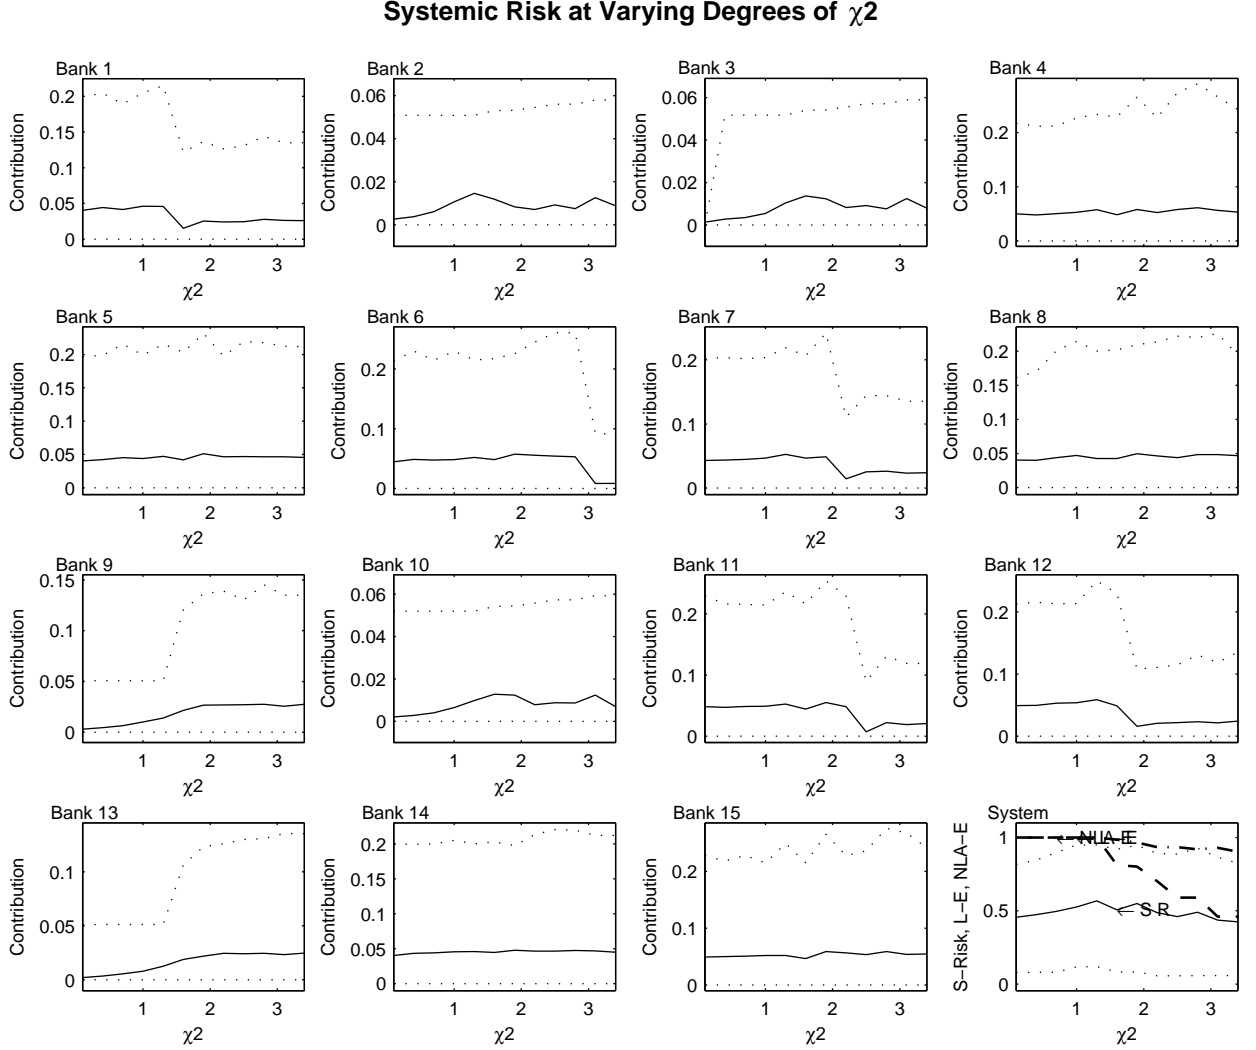 Systemic Risk at Varying Degrees of χ2
Bank 1
Contribution
0.2
0.15
0.1
0.05
0
1 2 3
χ2
Bank 2
Contribution
0.06
0.04
0.02
0
1 2 3
χ2
Bank 3
Contribution
0.06
0.04
0.02
0
1 2 3
χ2
Bank 4
Contribution
0.2
0.1
0
1 2 3
χ2
Bank 5
Contribution
0.2
0.15
0.1
0.05
0
1 2 3
χ2
Bank 6
Contribution
0.2
0.1
0
1 2 3
χ2
Bank 7
Contribution
0.2
0.1
0
1 2 3
χ2
Bank 8
Contribution
0.2
0.15
0.1
0.05
0
1 2 3
χ2
Bank 9
Contribution
0.15
0.1
0.05
0
1 2 3
χ2
Bank 10
Contribution
0.06
0.04
0.02
0
1 2 3
χ2
Bank 11
Contribution
0.2
0.1
0
1 2 3
χ2
Bank 12
Contribution
0.2
0.1
0
1 2 3
χ2
Bank 13
Contribution
0.1
0.05
0
1 2 3
χ2
Bank 14
Contribution
0.2
0.15
0.1
0.05
0
1 2 3
χ2
Bank 15
Contribution
0.2
0.1
0
1 2 3
χ2
System
S−Risk, L−E, NLA−E
1
0.5
0
← S R
1 2 3
χ2